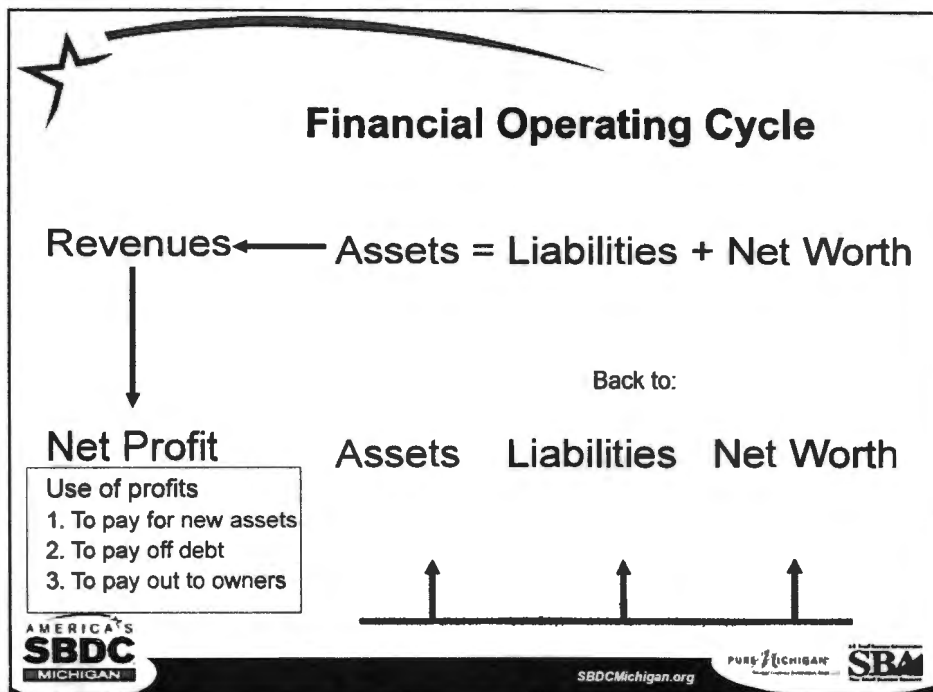 Financial Operating Cycle
Revenues
Assets = Liabilities + Net Worth
Back to:
Net Profit
Assets Liabilities Net Worth
Use of profits
1. To pay for new assets
2. To pay off debt
3. To pay out to owners
AMERICA'S
SBDC
MICHIGAN
SBDCMichigan.org
PURE MICHIGAN
SBA